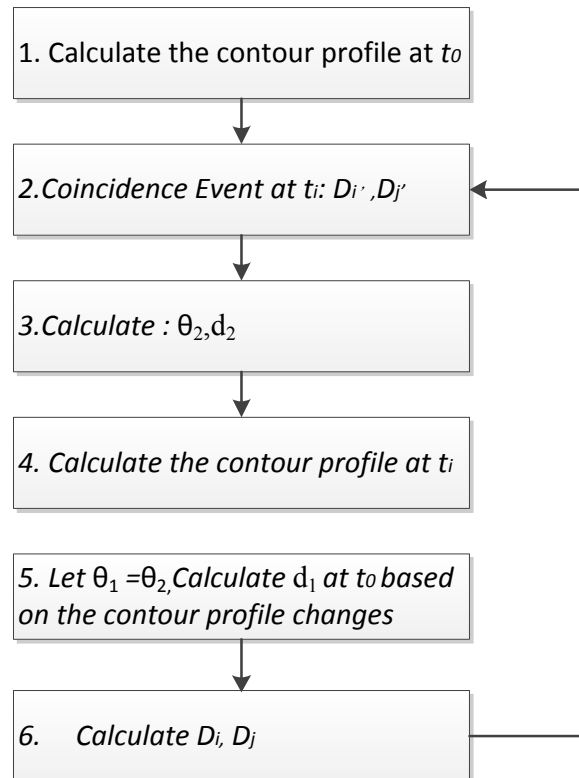 1. Calculate the contour profile at t0
2.Coincidence Event at ti: Di' ,Dj'
3.Calculate : θ2,d2
4. Calculate the contour profile at ti
5. Let θ1 =θ2,Calculate d1 at t0 based
on the contour profile changes
6. Calculate Di, Dj